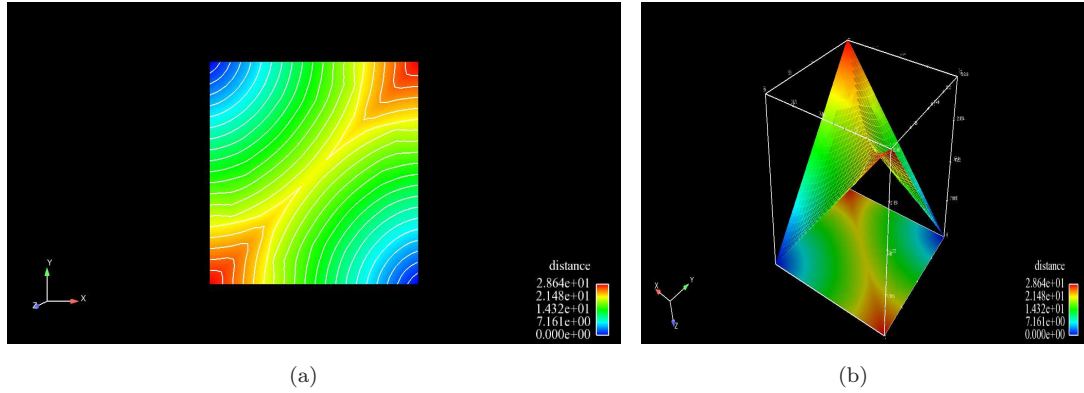 Y
X
Z
distance
2.864e+01
2.148e+01
1.432e+01
7.161e+00
0.000e+00
(a)
X
Y
Z
distance
2.864e+01
2.148e+01
1.432e+01
7.161e+00
0.000e+00
(b)